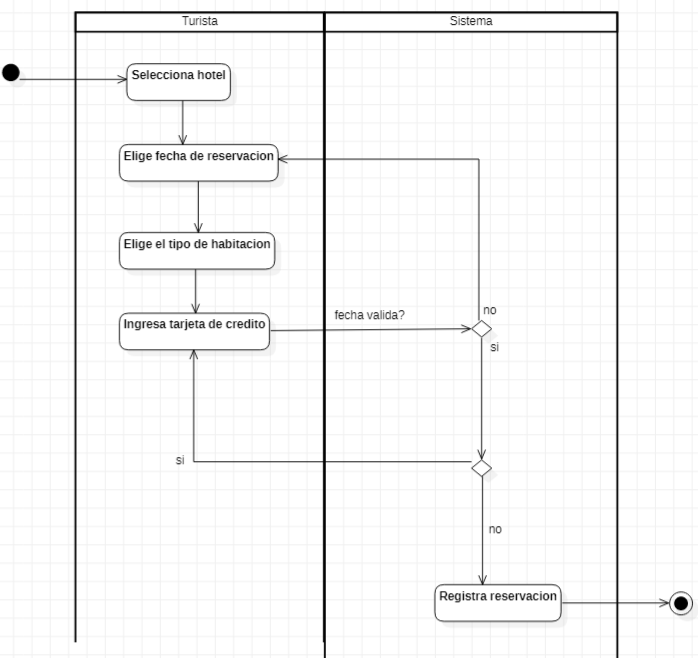 Turista
Sistema
Selecciona hotel
Elige fecha de reservacion
Elige el tipo de habitacion
Ingresa tarjeta de credito
fecha valida?
no
si
si
no
Registra reservacion